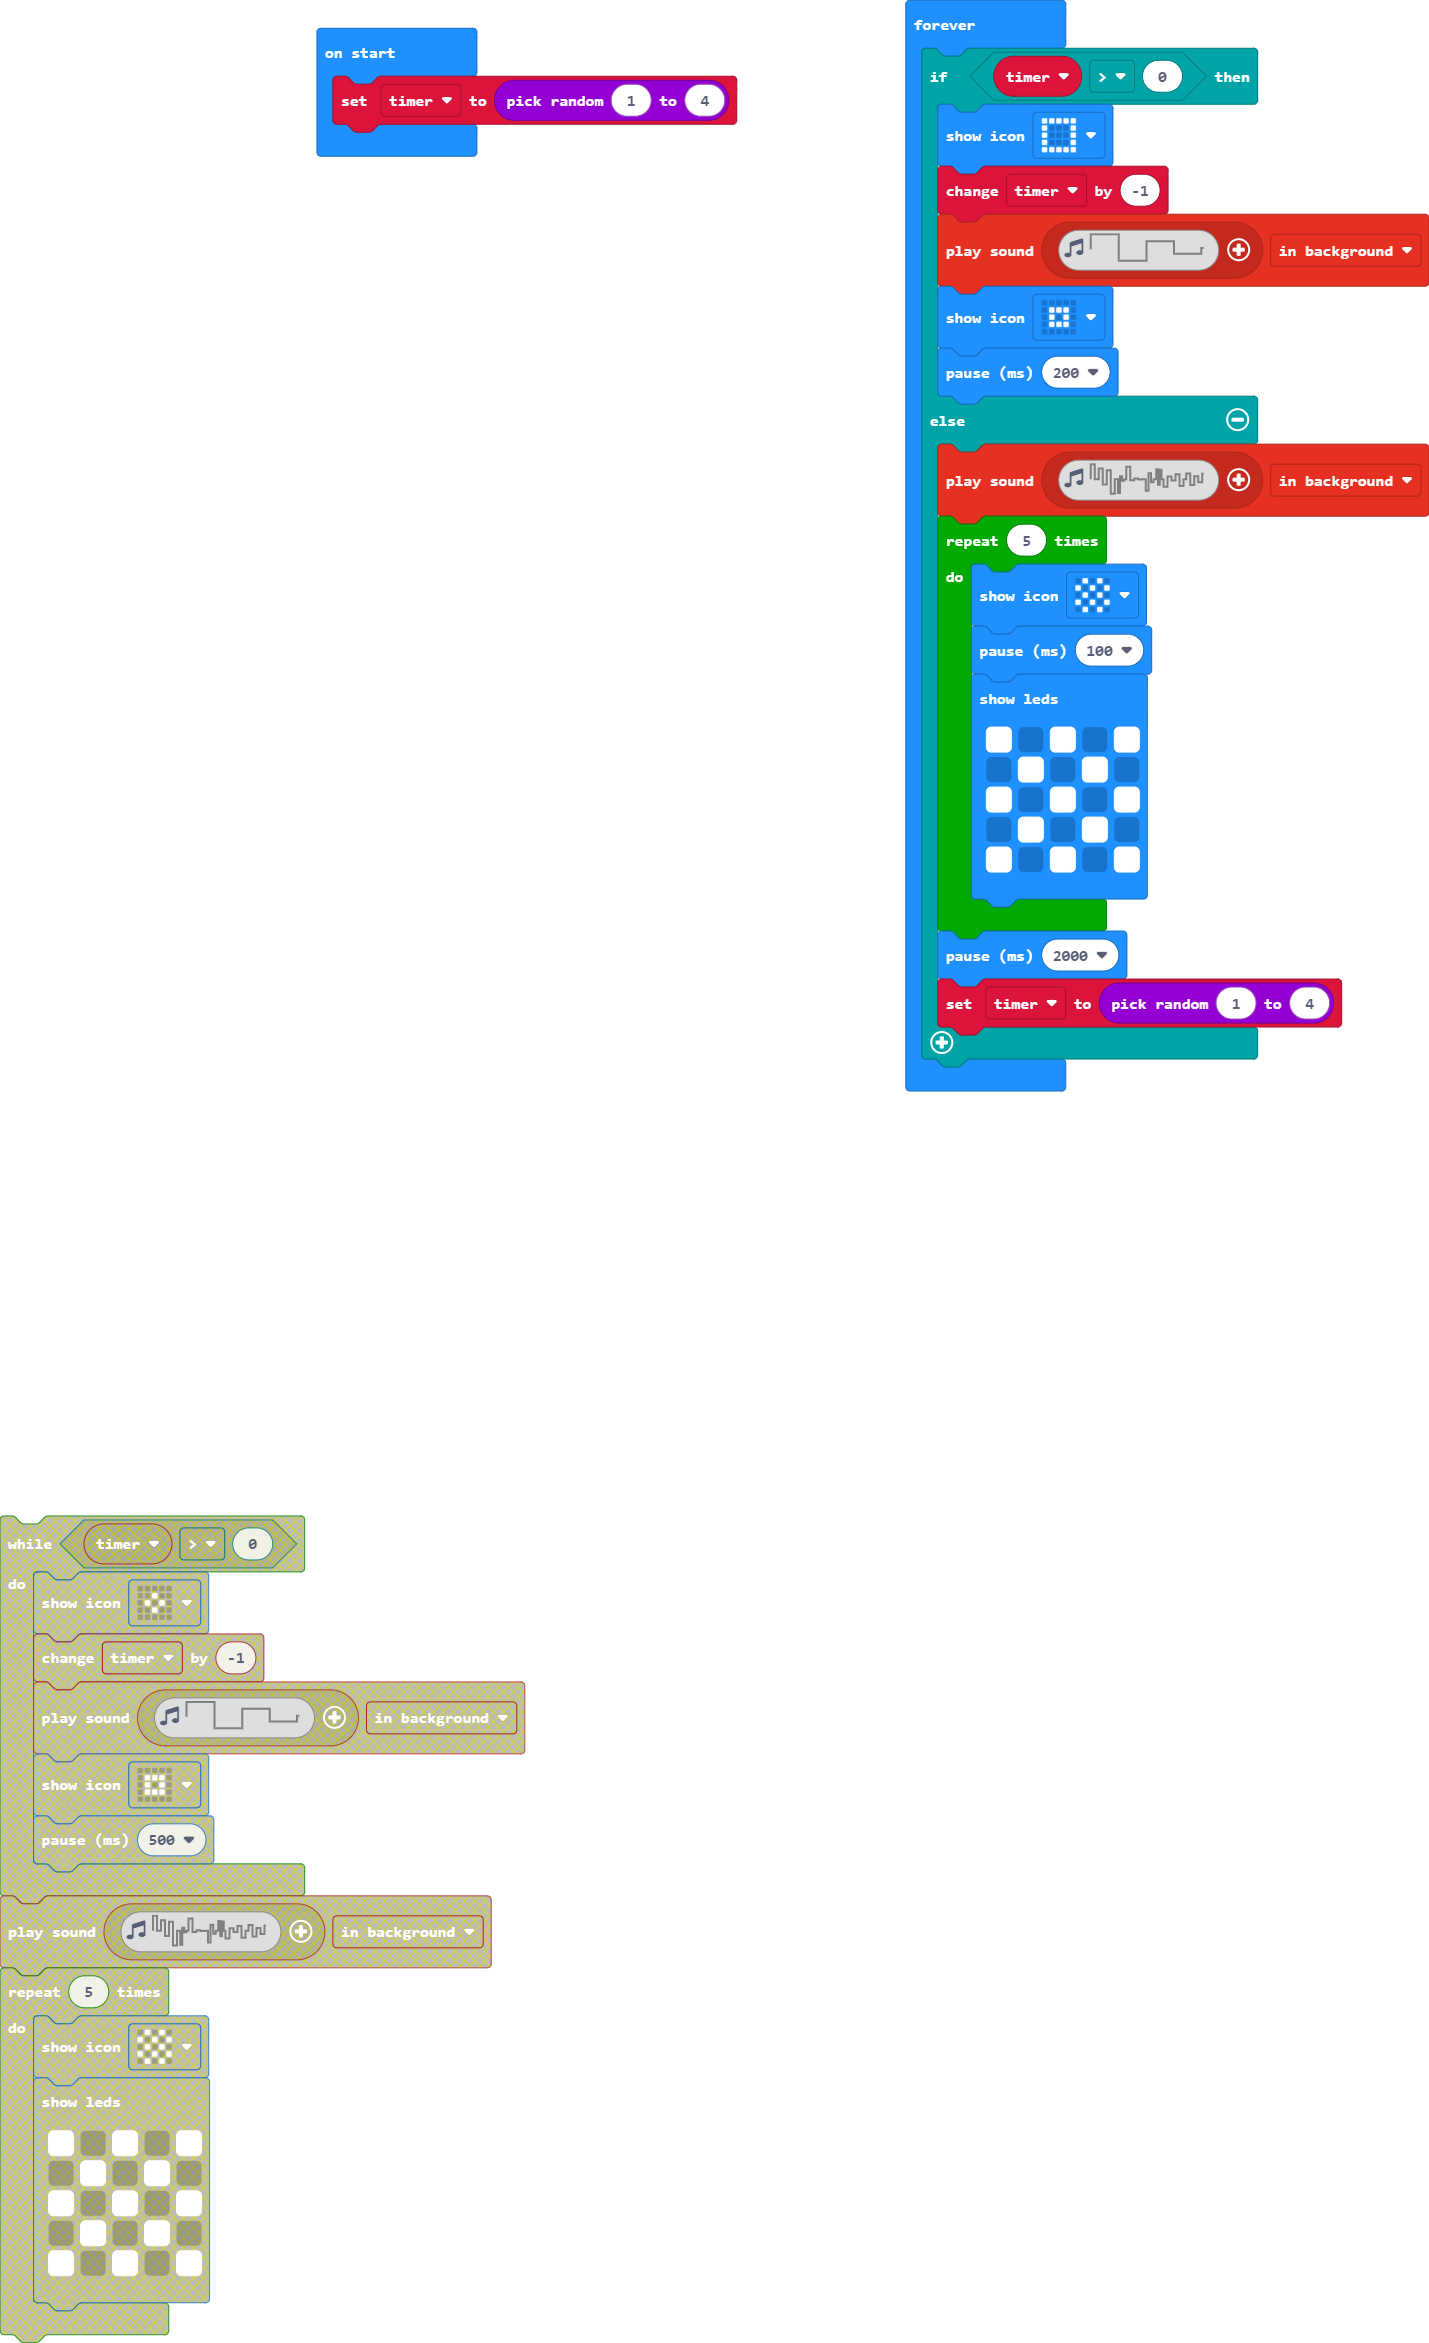 on start
set timer to pick random 1 to 4
forever
if timer > 0 then
show icon
change timer by -1
play sound in background
show icon
pause (ms) 200
else
play sound in background
repeat 5 times
do
show icon
pause (ms) 100
show leds
pause (ms) 2000
set timer to pick random 1 to 4
while timer > 0
do
show icon
change timer by -1
play sound in background
show icon
pause (ms) 500
play sound in background
repeat 5 times
do
show icon
show leds